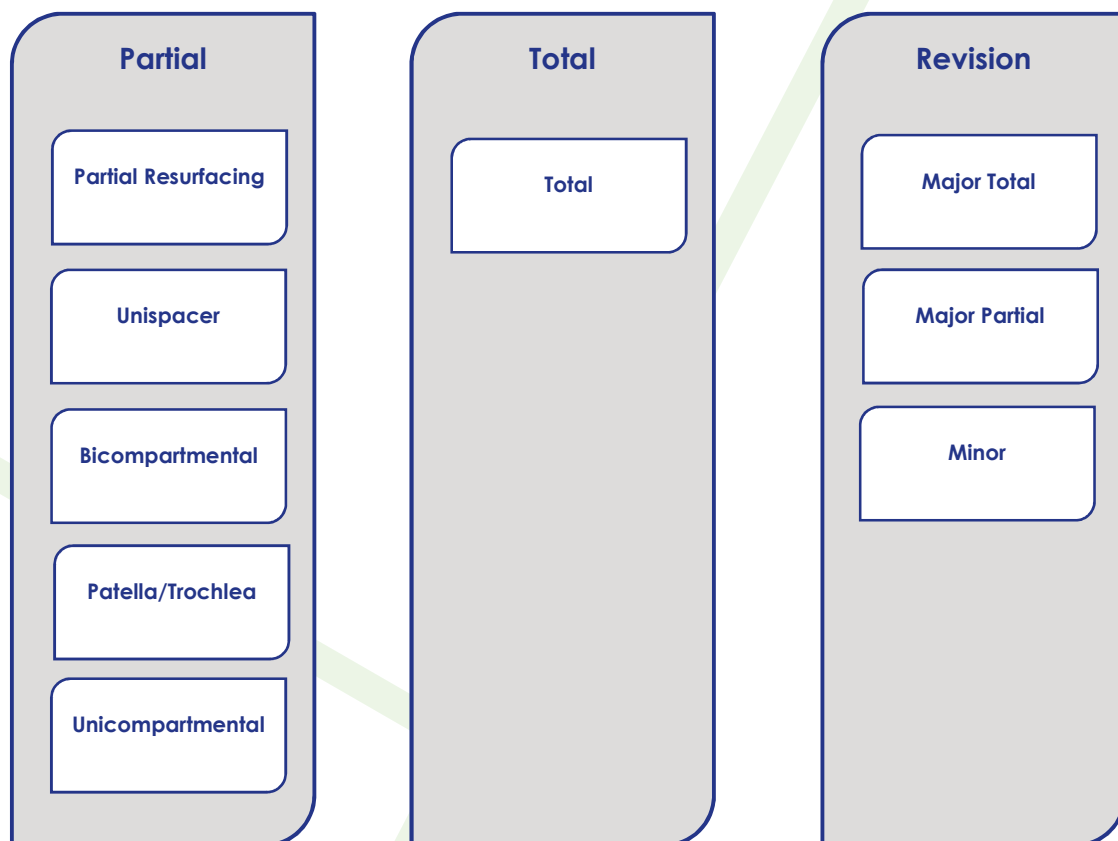 Partial
Partial Resurfacing
Unispacer
Bicompartmental
Patella/Trochlea
Unicompartmental
Total
Total
Revision
Major Total
Major Partial
Minor